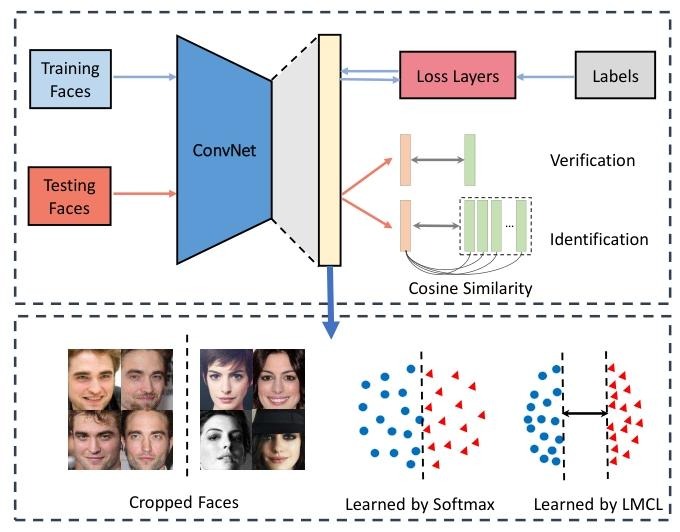 Training
Faces
ConvNet
Loss Layers
Labels
Testing
Faces
Verification
...
Identification
Cosine Similarity
Cropped Faces
Learned by Softmax
Learned by LMCL